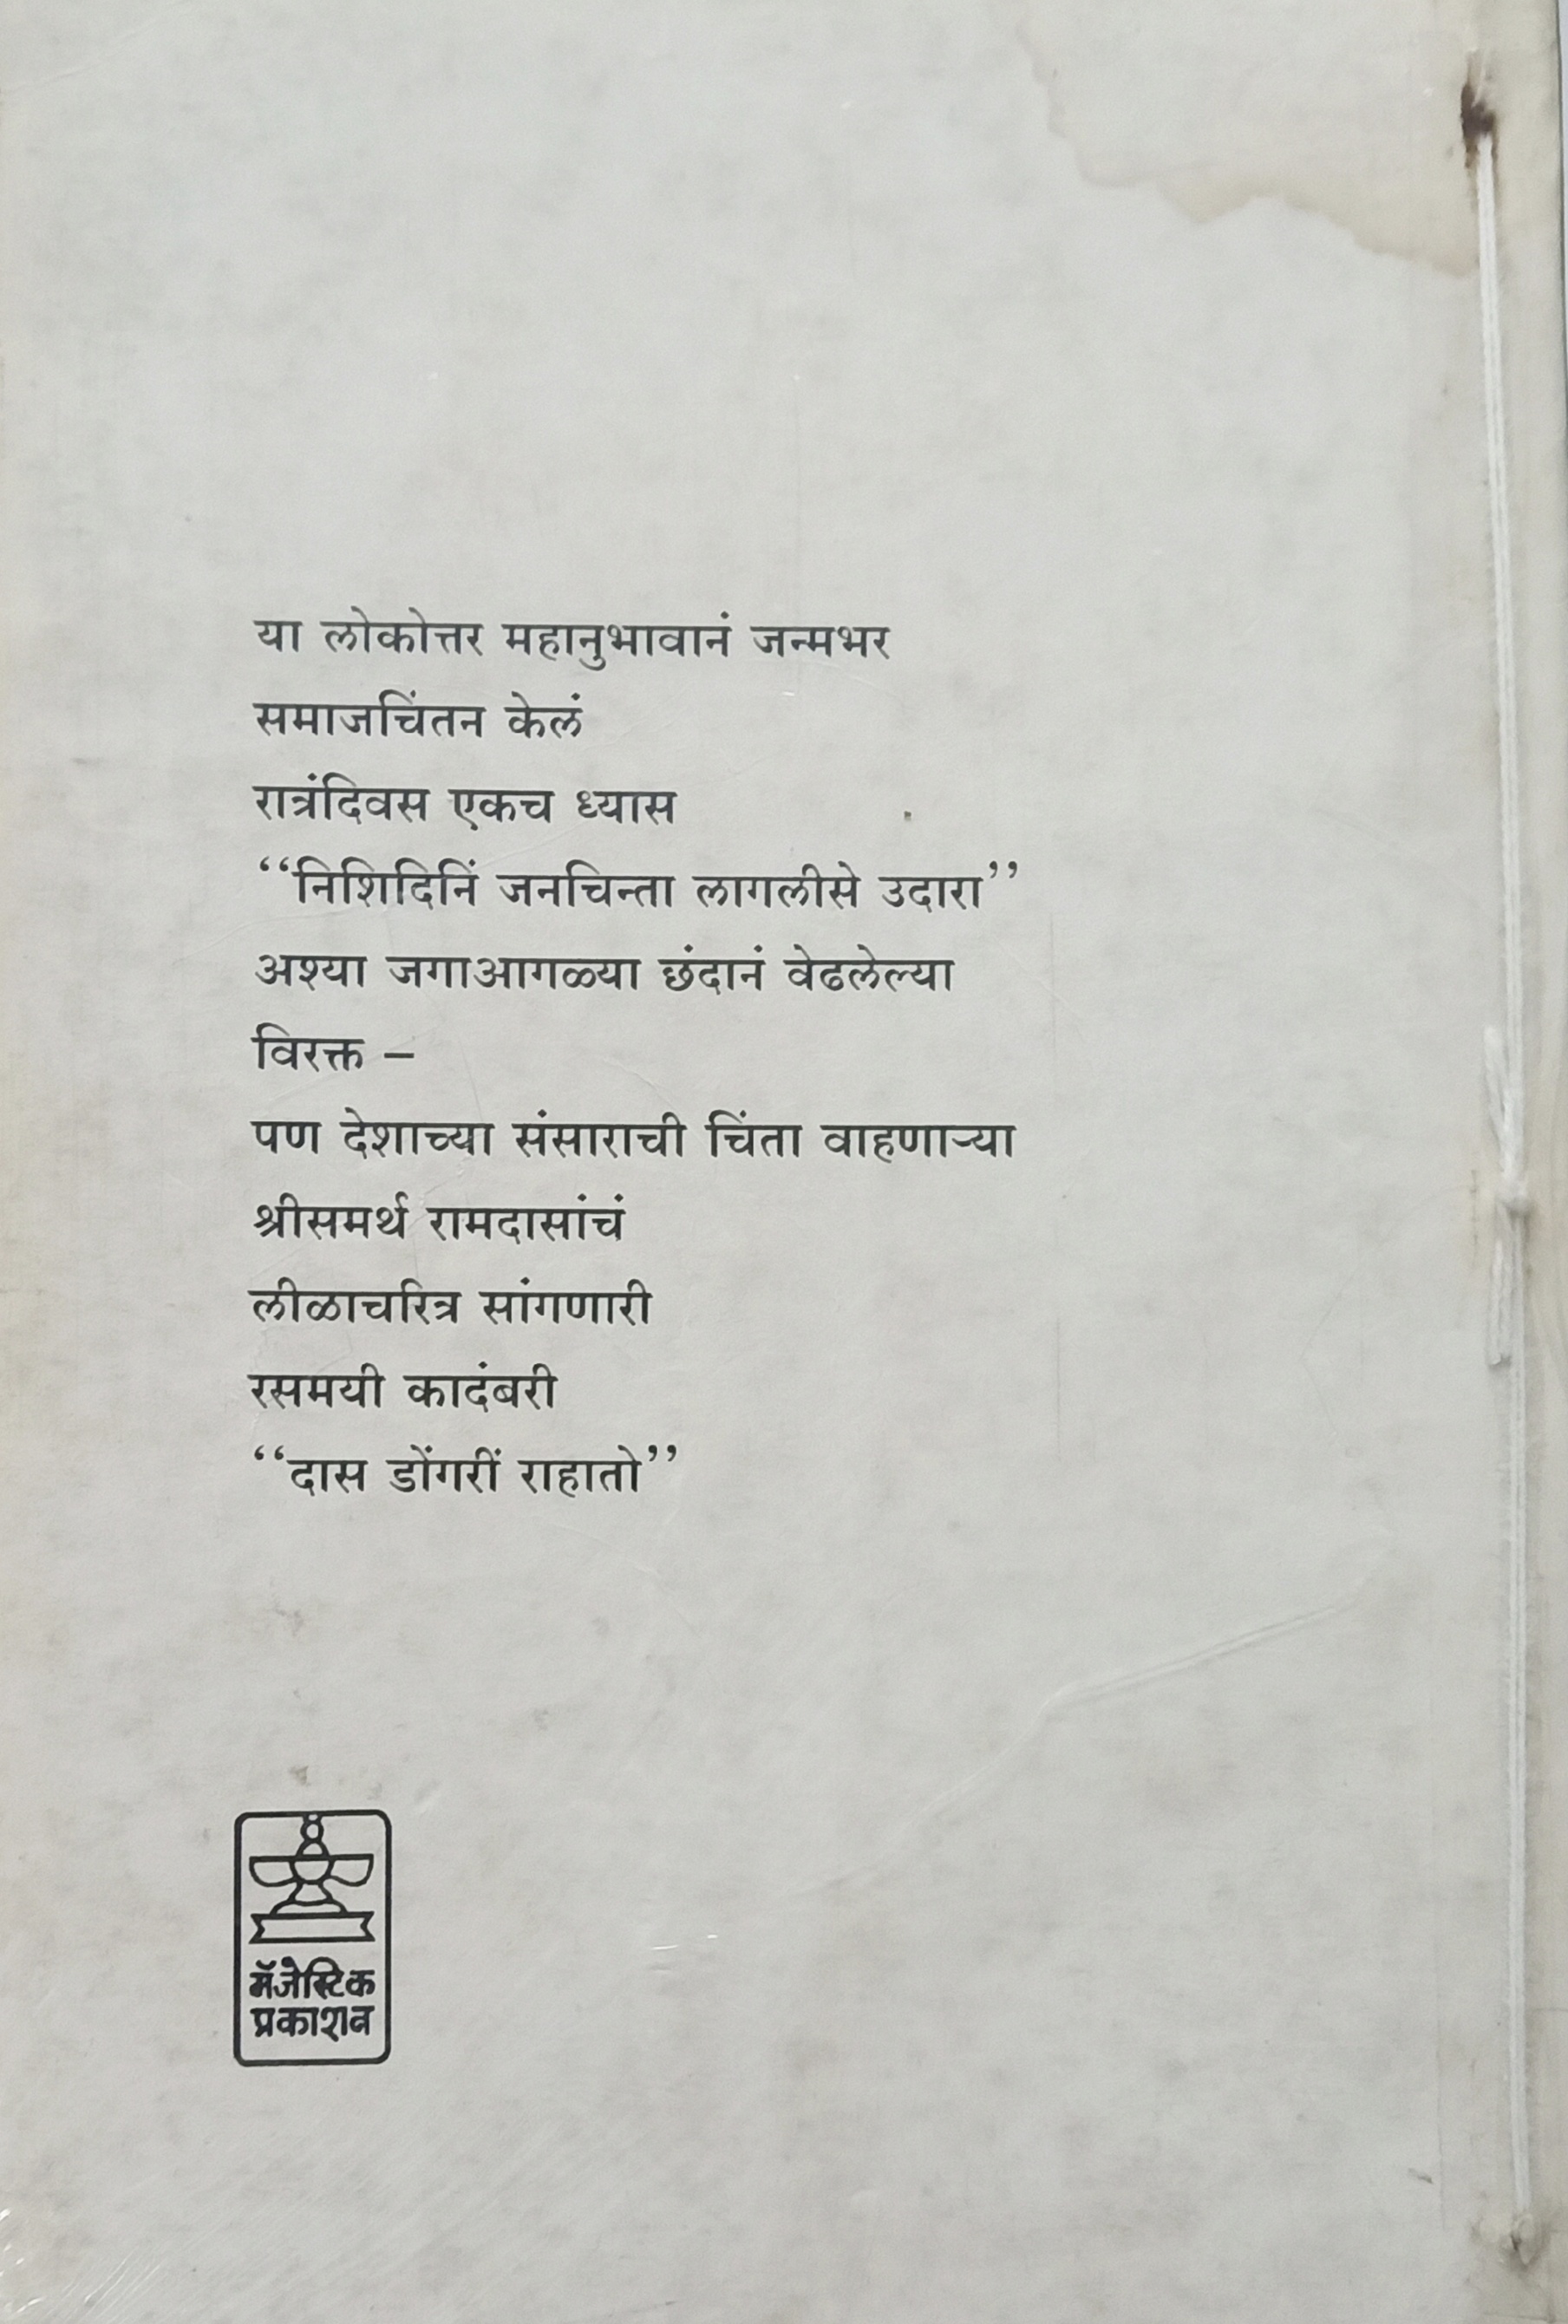 या लोकोत्तर महानुभावानं जन्मभर
समाजचिंतन केलं
रात्रंदिवस एकच ध्यास
‘‘निशिदिनिं जनचिन्ता लागलीसे उदारा’’
अश्या जगाआगळ्या छंदानं वेढलेल्या
विरक्त –
पण देशाच्या संसाराची चिंता वाहणाऱ्या
श्रीसमर्थ रामदासांचं
लीळाचरित्र सांगणारी
रसमयी कादंबरी
‘‘दास डोंगरीं राहातो’’
मॅजेस्टिक
प्रकाशन